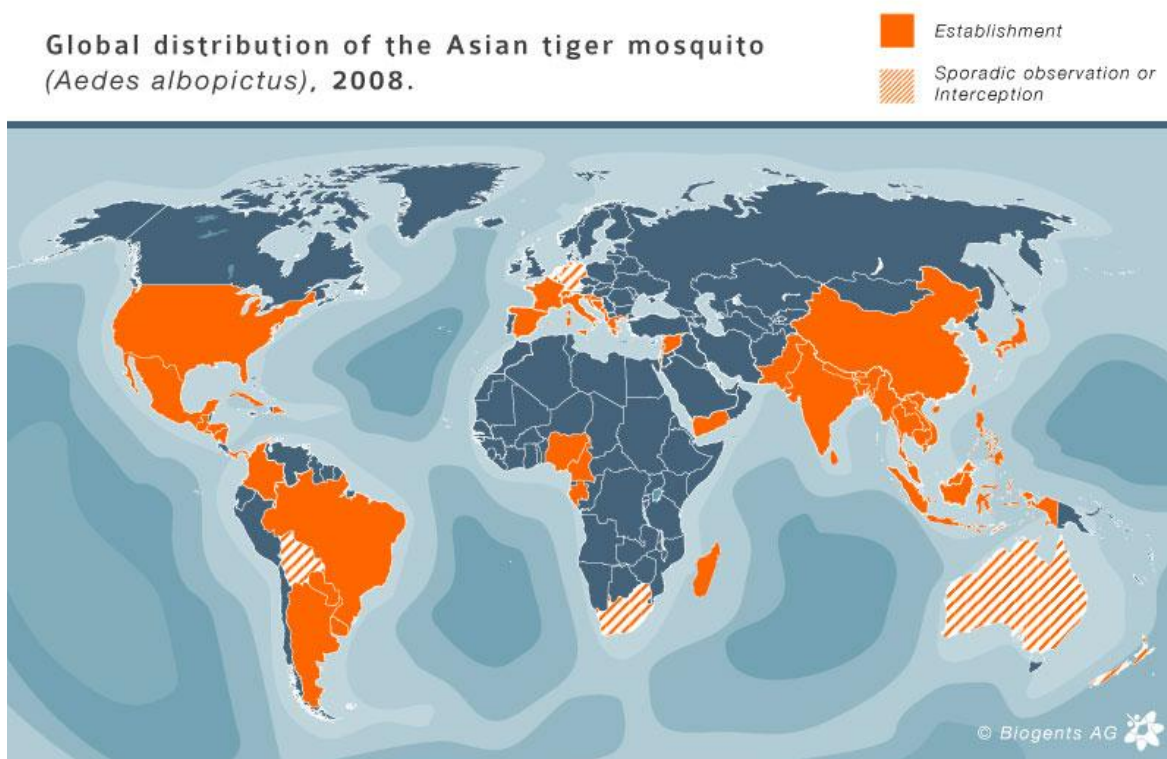 Global distribution of the Asian tiger mosquito
(Aedes albopictus), 2008.
Establishment
Sporadic observation or
Interception
© Biogents AG